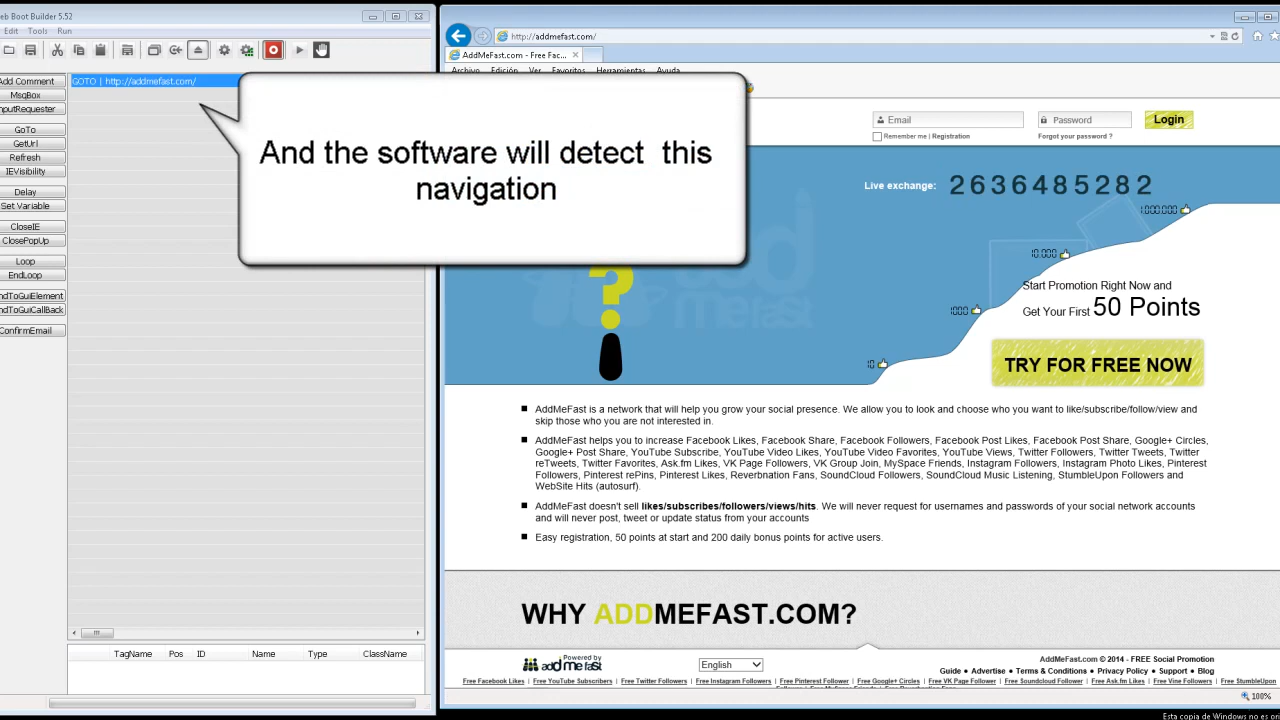 eb Boot Builder 5.52
Edit Tools Run
Add Comment
MsqBox
nputRequester
GoTo
GetUrl
Refresh
IEVisibility
Delay
Set Variable
CloseIE
ClosePopUp
Loop
EndLoop
ndToGuiElement
ndToGuiCallBack
ConfirmEmail
GOTO | http://addmefast.com/
And the software will detect this
navigation
TagName Pos ID Name Type ClassName
http://addmefast.com/
AddMeFast.com - Free Fac...
Archivo Edición Ver Favoritos Herramientas Ayuda
Email Password Login
Remember me | Registration Forgot your password ?
Live exchange: 2636485282
1.000.000
10.000
1000
10
Start Promotion Right Now and
Get Your First 50 Points
TRY FOR FREE NOW
add
me fast
AddMeFast is a network that will help you grow your social presence. We allow you to look and choose who you want to like/subscribe/follow/view and
skip those who you are not interested in.
AddMeFast helps you to increase Facebook Likes, Facebook Share, Facebook Followers, Facebook Post Likes, Facebook Post Share, Google+ Circles,
Google+ Post Share, YouTube Subscribe, YouTube Video Likes, YouTube Video Favorites, YouTube Views, Twitter Followers, Twitter Tweets, Twitter
reTweets, Twitter Favorites, Ask.fm Likes, VK Page Followers, VK Group Join, MySpace Friends, Instagram Followers, Instagram Photo Likes, Pinterest
Followers, Pinterest rePins, Pinterest Likes, Reverbnation Fans, SoundCloud Followers, SoundCloud Music Listening, StumbleUpon Followers and
WebSite Hits (autosurf).
AddMeFast doesn't sell likes/subscribes/followers/views/hits. We will never request for usernames and passwords of your social network accounts
and will never post, tweet or update status from your accounts
Easy registration, 50 points at start and 200 daily bonus points for active users.
WHY ADDMEFAST.COM?
Powered by
add me fast
English
AddMeFast.com © 2014 - FREE Social Promotion
Guide • Advertise • Terms & Conditions • Privacy Policy • Support • Blog
Free Facebook Likes | Free YouTube Subscribers | Free Twitter Followers | Free Instagram Followers | Free Pinterest Follower | Free Google+ Circles | Free VK Page Follower | Free Soundcloud Follower | Free Ask.fm Likes | Free Vine Followers | Free StumbleUpon
100%
Esta copia de Windows no es or